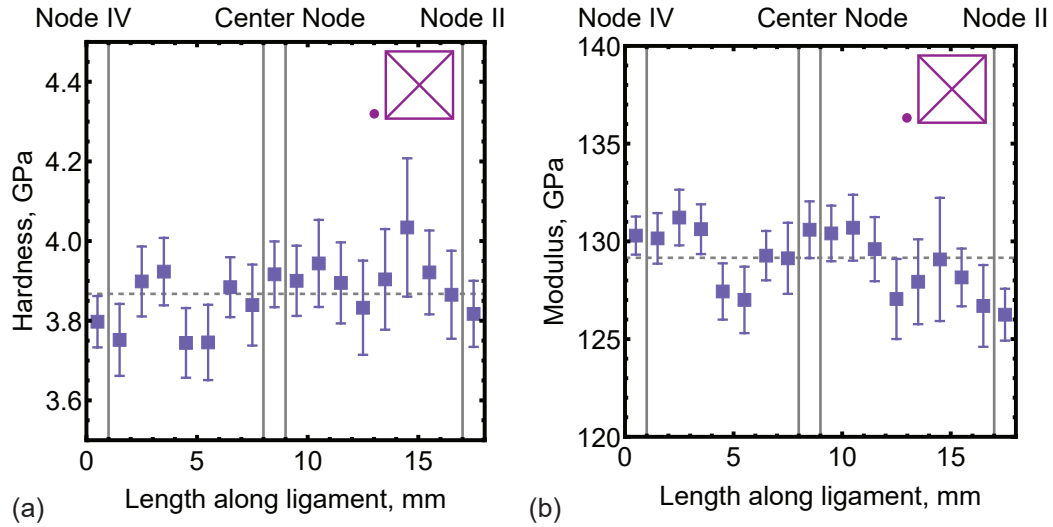 Node IV Center Node Node II
Hardness, GPa
4.4
4.2
4.0
3.8
3.6
0 5 10 15
Length along ligament, mm
(a)
Node IV Center Node Node II
Modulus, GPa
140
135
130
125
120
0 5 10 15
Length along ligament, mm
(b)